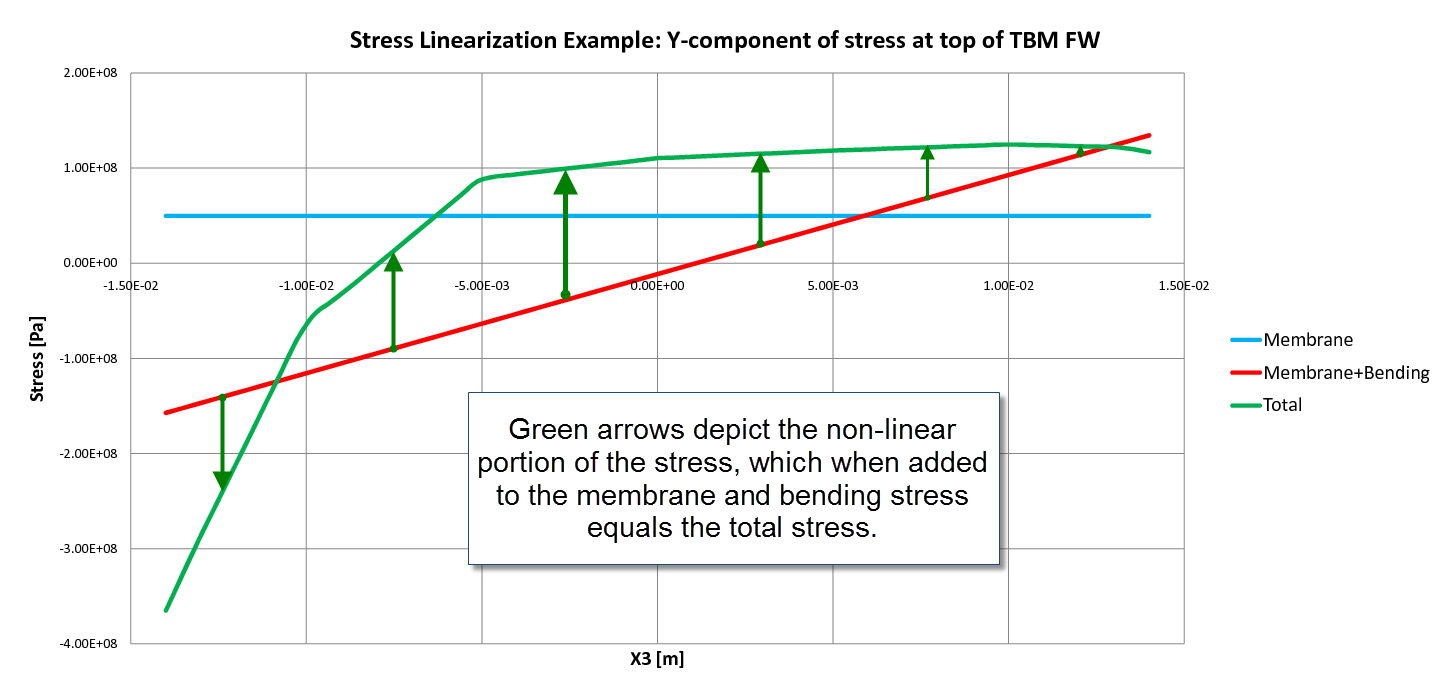 Stress Linearization Example: Y-component of stress at top of TBM FW
2.00E+08
1.00E+08
0.00E+00
-1.00E+08
-2.00E+08
-3.00E+08
-4.00E+08
-1.50E-02 -1.00E-02 -5.00E-03 0.00E+00 5.00E-03 1.00E-02 1.50E-02
Stress [Pa]
X3 [m]
Membrane
Membrane+Bending
Total
Green arrows depict the non-linear
portion of the stress, which when added
to the membrane and bending stress
equals the total stress.